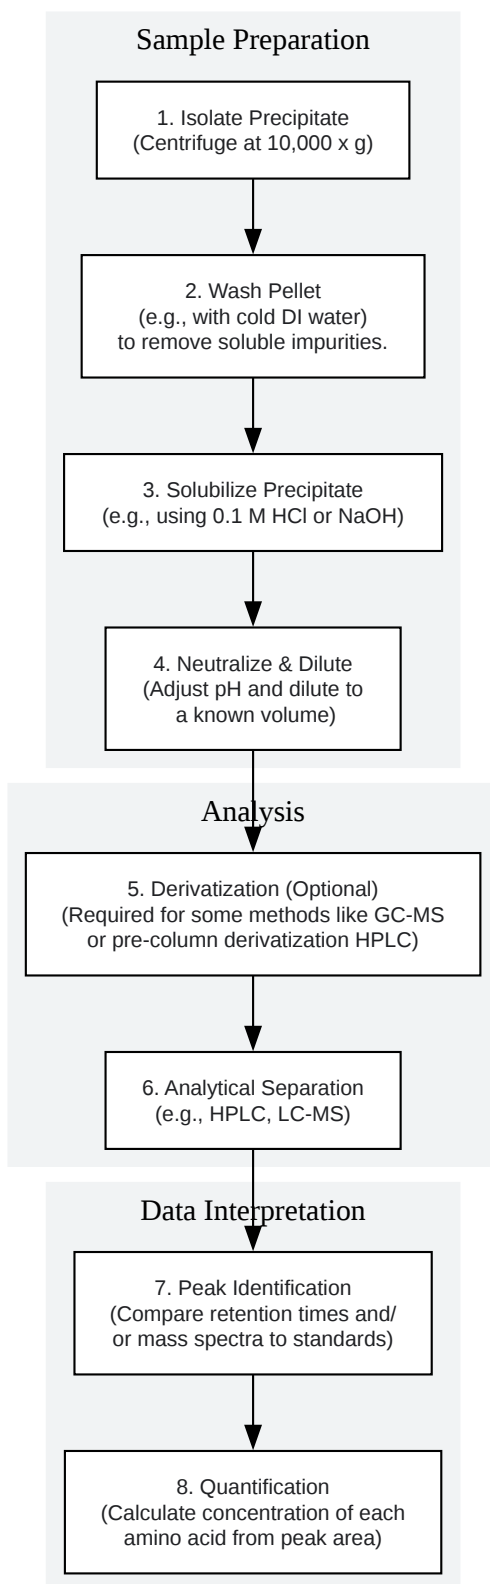 Sample Preparation
1. Isolate Precipitate
(Centrifuge at 10,000 x g)
2. Wash Pellet
(e.g., with cold DI water)
to remove soluble impurities.
3. Solubilize Precipitate
(e.g., using 0.1 M HCl or NaOH)
4. Neutralize & Dilute
(Adjust pH and dilute to
a known volume)
Analysis
5. Derivatization (Optional)
(Required for some methods like GC-MS
or pre-column derivatization HPLC)
6. Analytical Separation
(e.g., HPLC, LC-MS)
Data Interpretation
7. Peak Identification
(Compare retention times and/
or mass spectra to standards)
8. Quantification
(Calculate concentration of each
amino acid from peak area)